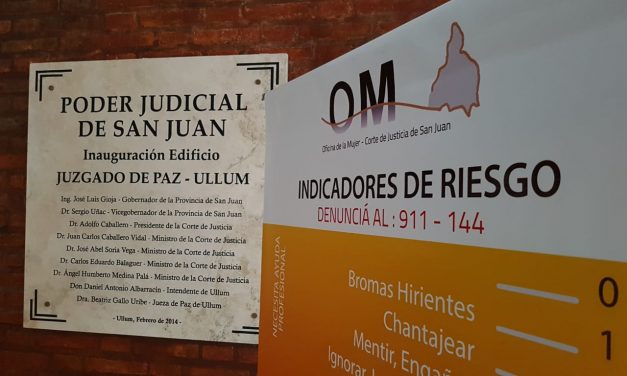 PODER JUDICIAL
DE SAN JUAN
Inauguración Edificio
JUZGADO DE PAZ - ULLUM
Ing. José Luis Gioja - Gobernador de la Provincia de San Juan
Dr. Sergio Uñac - Vicegobernador de la Provincia de San Juan
Dr. Adolfo Caballero - Presidente de la Corte de Justicia
Dr. Juan Carlos Caballero Vidal - Ministro de la Corte de Justicia
Dr. José Abel Soria Vega - Ministro de la Corte de Justicia
Dr. Carlos Eduardo Balaguer - Ministro de la Corte de Justicia
Dr. Ángel Humberto Medina Palá - Ministro de la Corte de Justicia
Don Daniel Antonio Albarracín - Intendente de Ullum
Dra. Beatriz Gallo Uribe - Jueza de Paz de Ullum
- Ullum, Febrero de 2014 -
OM
Oficina de la Mujer - Corte de Justicia de San Juan
INDICADORES DE RIESGO
DENUNCIÁ AL : 911 - 144
NECESITA AYUDA
PROFESIONAL
Bromas Hirientes
0
Chantajear
1
Mentir, Engañ
Ignorar,